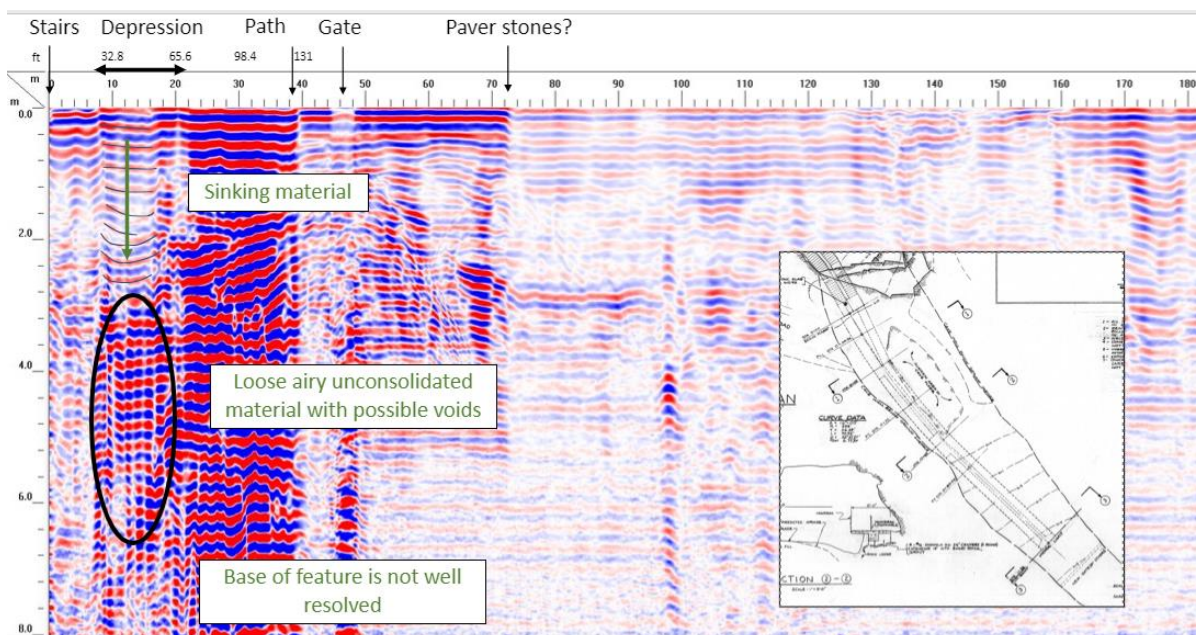 Stairs Depression Path Gate Paver stones?
ft 32.8 65.6 98.4 131
m 0 10 20 30 40 50 60 70 80 90 100 110 120 130 140 150 160 170 180
m
0.0
Sinking material
2.0
4.0
Loose airy unconsolidated
material with possible voids
6.0
Base of feature is not well
resolved
8.0
AN
CURVE DATA
CTION